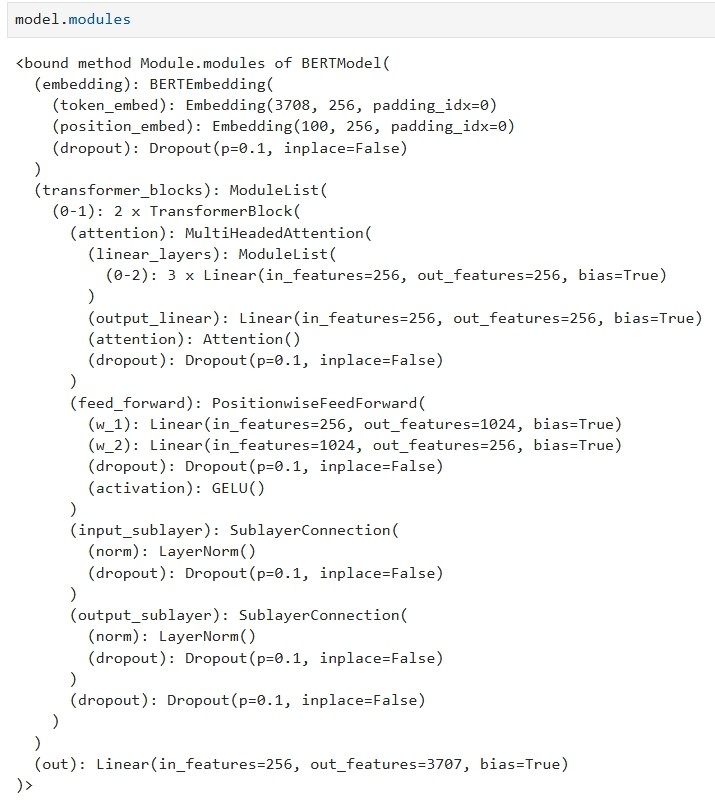 model.modules
<bound method Module.modules of BERTModel(
  (embedding): BERTEmbedding(
    (token_embed): Embedding(3708, 256, padding_idx=0)
    (position_embed): Embedding(100, 256, padding_idx=0)
    (dropout): Dropout(p=0.1, inplace=False)
  )
  (transformer_blocks): ModuleList(
    (0-1): 2 x TransformerBlock(
      (attention): MultiHeadedAttention(
        (linear_layers): ModuleList(
          (0-2): 3 x Linear(in_features=256, out_features=256, bias=True)
        )
        (output_linear): Linear(in_features=256, out_features=256, bias=True)
        (attention): Attention()
        (dropout): Dropout(p=0.1, inplace=False)
      )
      (feed_forward): PositionwiseFeedForward(
        (w_1): Linear(in_features=256, out_features=1024, bias=True)
        (w_2): Linear(in_features=1024, out_features=256, bias=True)
        (dropout): Dropout(p=0.1, inplace=False)
        (activation): GELU()
      )
      (input_sublayer): SublayerConnection(
        (norm): LayerNorm()
        (dropout): Dropout(p=0.1, inplace=False)
      )
      (output_sublayer): SublayerConnection(
        (norm): LayerNorm()
        (dropout): Dropout(p=0.1, inplace=False)
      )
      (dropout): Dropout(p=0.1, inplace=False)
    )
  )
  (out): Linear(in_features=256, out_features=3707, bias=True)
)>